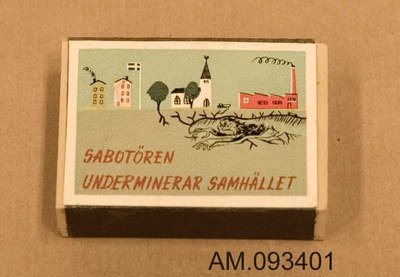 SABOTÖREN
UNDERMINERAR SAMHÄLLET
AM.093401